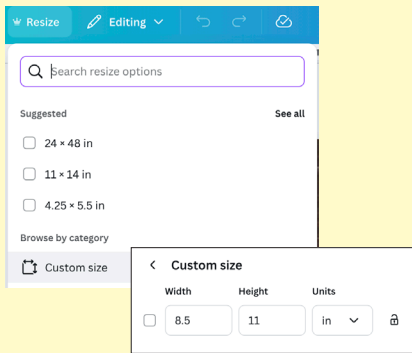 Resize Editing
Search resize options
Suggested See all
24 × 48 in
11 × 14 in
4.25 × 5.5 in
Browse by category
Custom size
Custom size
Width Height Units
8.5 11 in